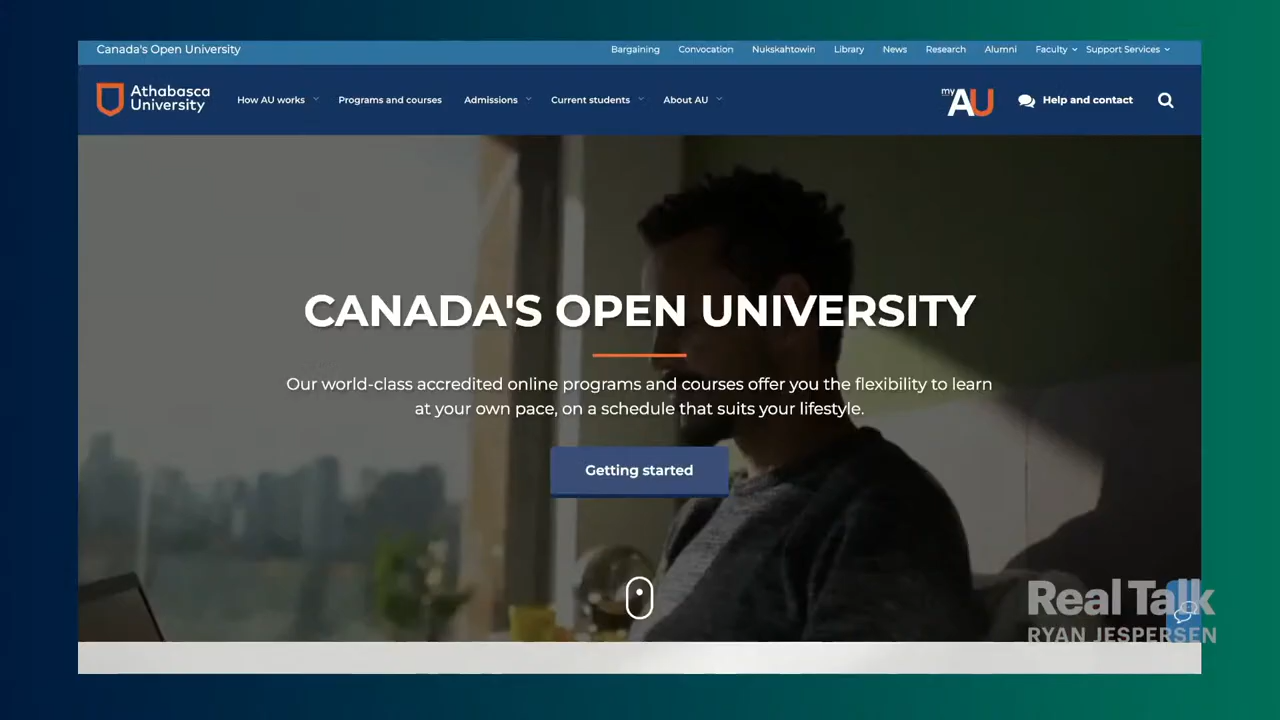 Canada's Open University
Bargaining Convocation Nukskahtowin Library News Research Alumni Faculty Support Services
Athabasca
University
How AU works Programs and courses Admissions Current students About AU
my AU
Help and contact
CANADA'S OPEN UNIVERSITY
Our world-class accredited online programs and courses offer you the flexibility to learn
at your own pace, on a schedule that suits your lifestyle.
Getting started
Real Talk
RYAN JESPERSEN